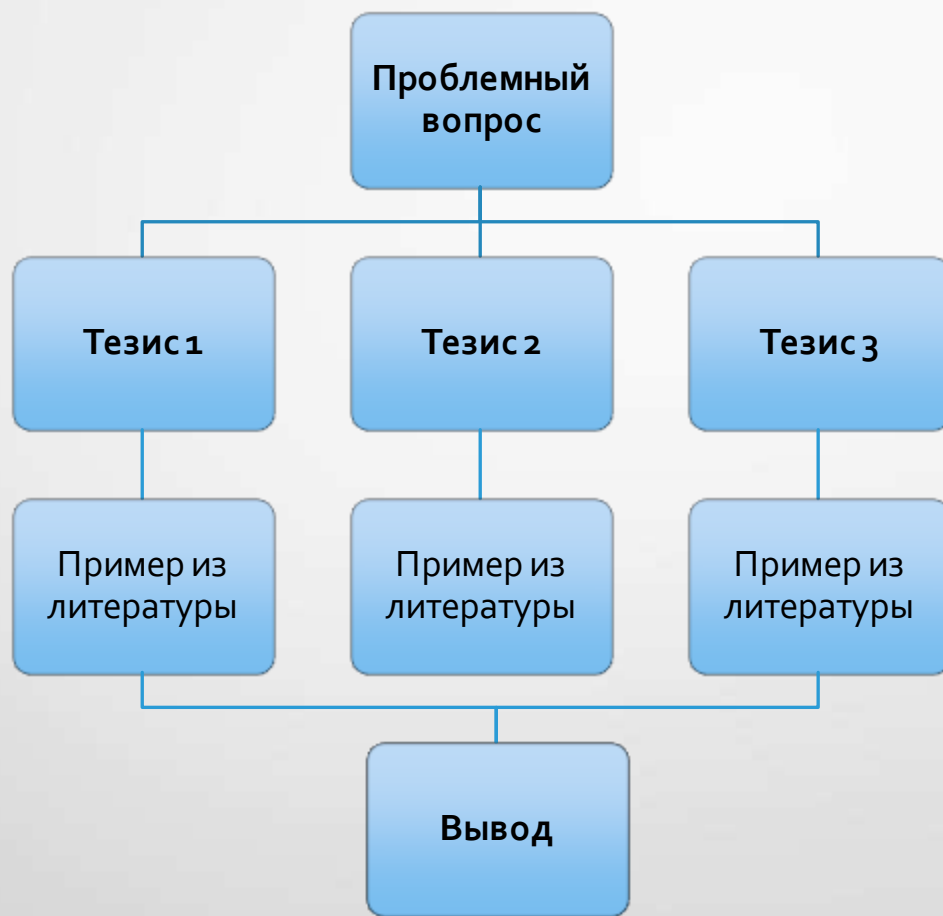 Проблемный
вопрос
Тезис 1
Тезис 2
Тезис 3
Пример из
литературы
Пример из
литературы
Пример из
литературы
Вывод